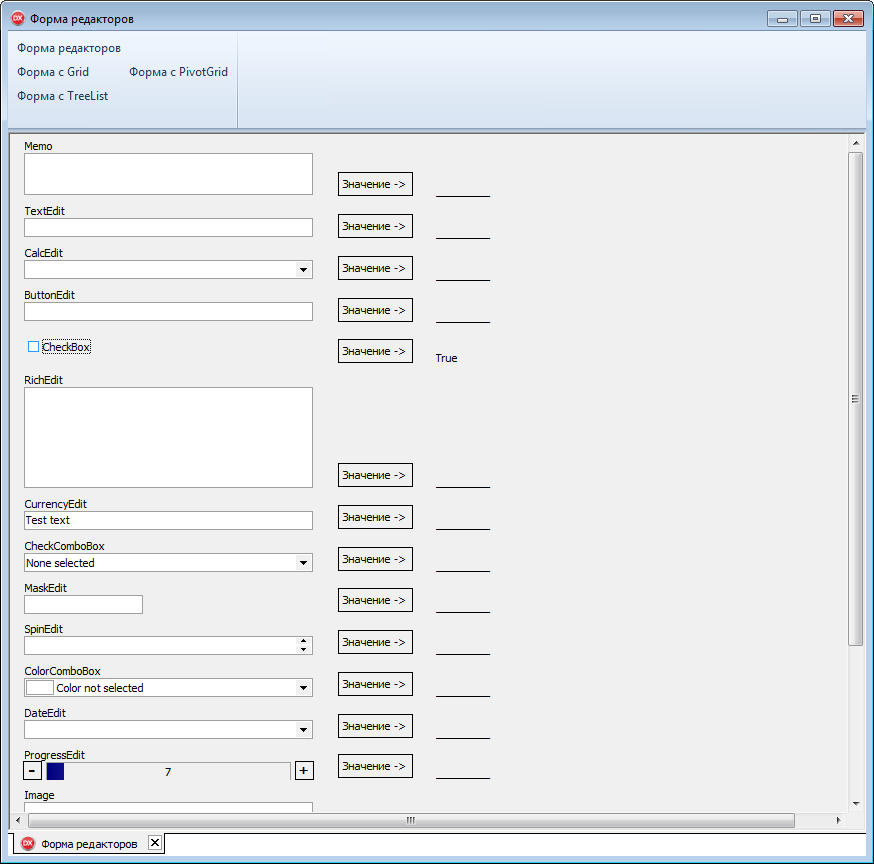 DX Форма редакторов
Форма редакторов
Форма с Grid Форма с PivotGrid
Форма с TreeList
Memo
Значение ->
TextEdit
Значение ->
CalcEdit
Значение ->
ButtonEdit
Значение ->
CheckBox
Значение ->
True
RichEdit
Значение ->
CurrencyEdit
Test text
Значение ->
CheckComboBox
None selected
Значение ->
MaskEdit
Значение ->
SpinEdit
Значение ->
ColorComboBox
Color not selected
Значение ->
DateEdit
Значение ->
ProgressEdit
- 7 +
Значение ->
Image
DX Форма редакторов